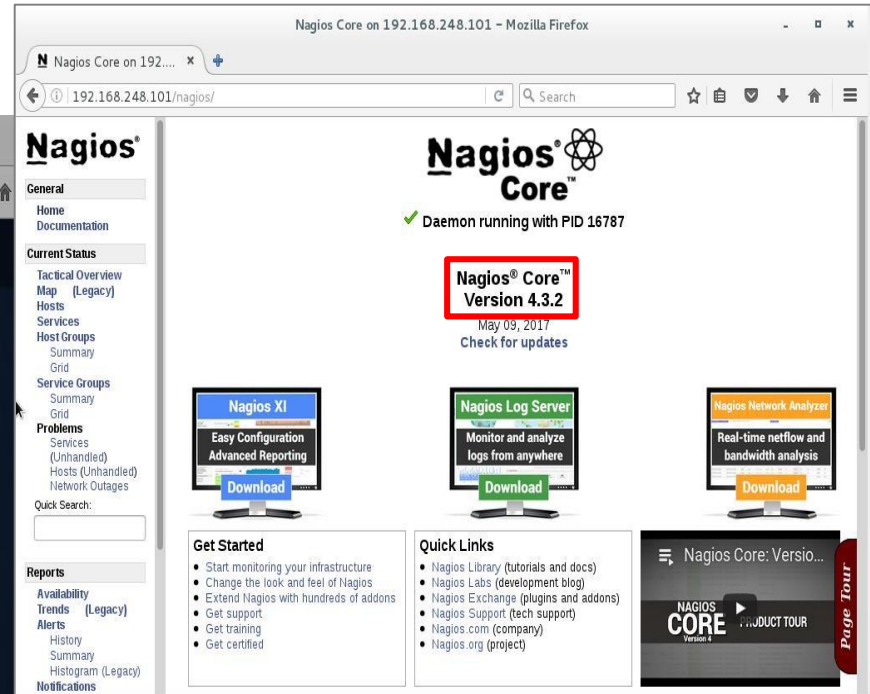 Nagios Core on 192.168.248.101 – Mozilla Firefox
N Nagios Core on 192....
192.168.248.101/nagios/
Search
Nagios®
General
Home
Documentation
Current Status
Tactical Overview
Map (Legacy)
Hosts
Services
Host Groups
Summary
Grid
Service Groups
Summary
Grid
Problems
Services
(Unhandled)
Hosts (Unhandled)
Network Outages
Quick Search:
Reports
Availability
Trends (Legacy)
Alerts
History
Summary
Histogram (Legacy)
Notifications
Nagios®
Core™
Daemon running with PID 16787
Nagios® Core™
Version 4.3.2
May 09, 2017
Check for updates
Nagios XI
Easy Configuration
Advanced Reporting
Download
Nagios Log Server
Monitor and analyze
logs from anywhere
Download
Nagios Network Analyzer
Real-time netflow and
bandwidth analysis
Download
Get Started
• Start monitoring your infrastructure
• Change the look and feel of Nagios
• Extend Nagios with hundreds of addons
• Get support
• Get training
• Get certified
Quick Links
• Nagios Library (tutorials and docs)
• Nagios Labs (development blog)
• Nagios Exchange (plugins and addons)
• Nagios Support (tech support)
• Nagios.com (company)
• Nagios.org (project)
Nagios Core: Versio...
NAGIOS
CORE
Version 4
PRODUCT TOUR
Page Tour